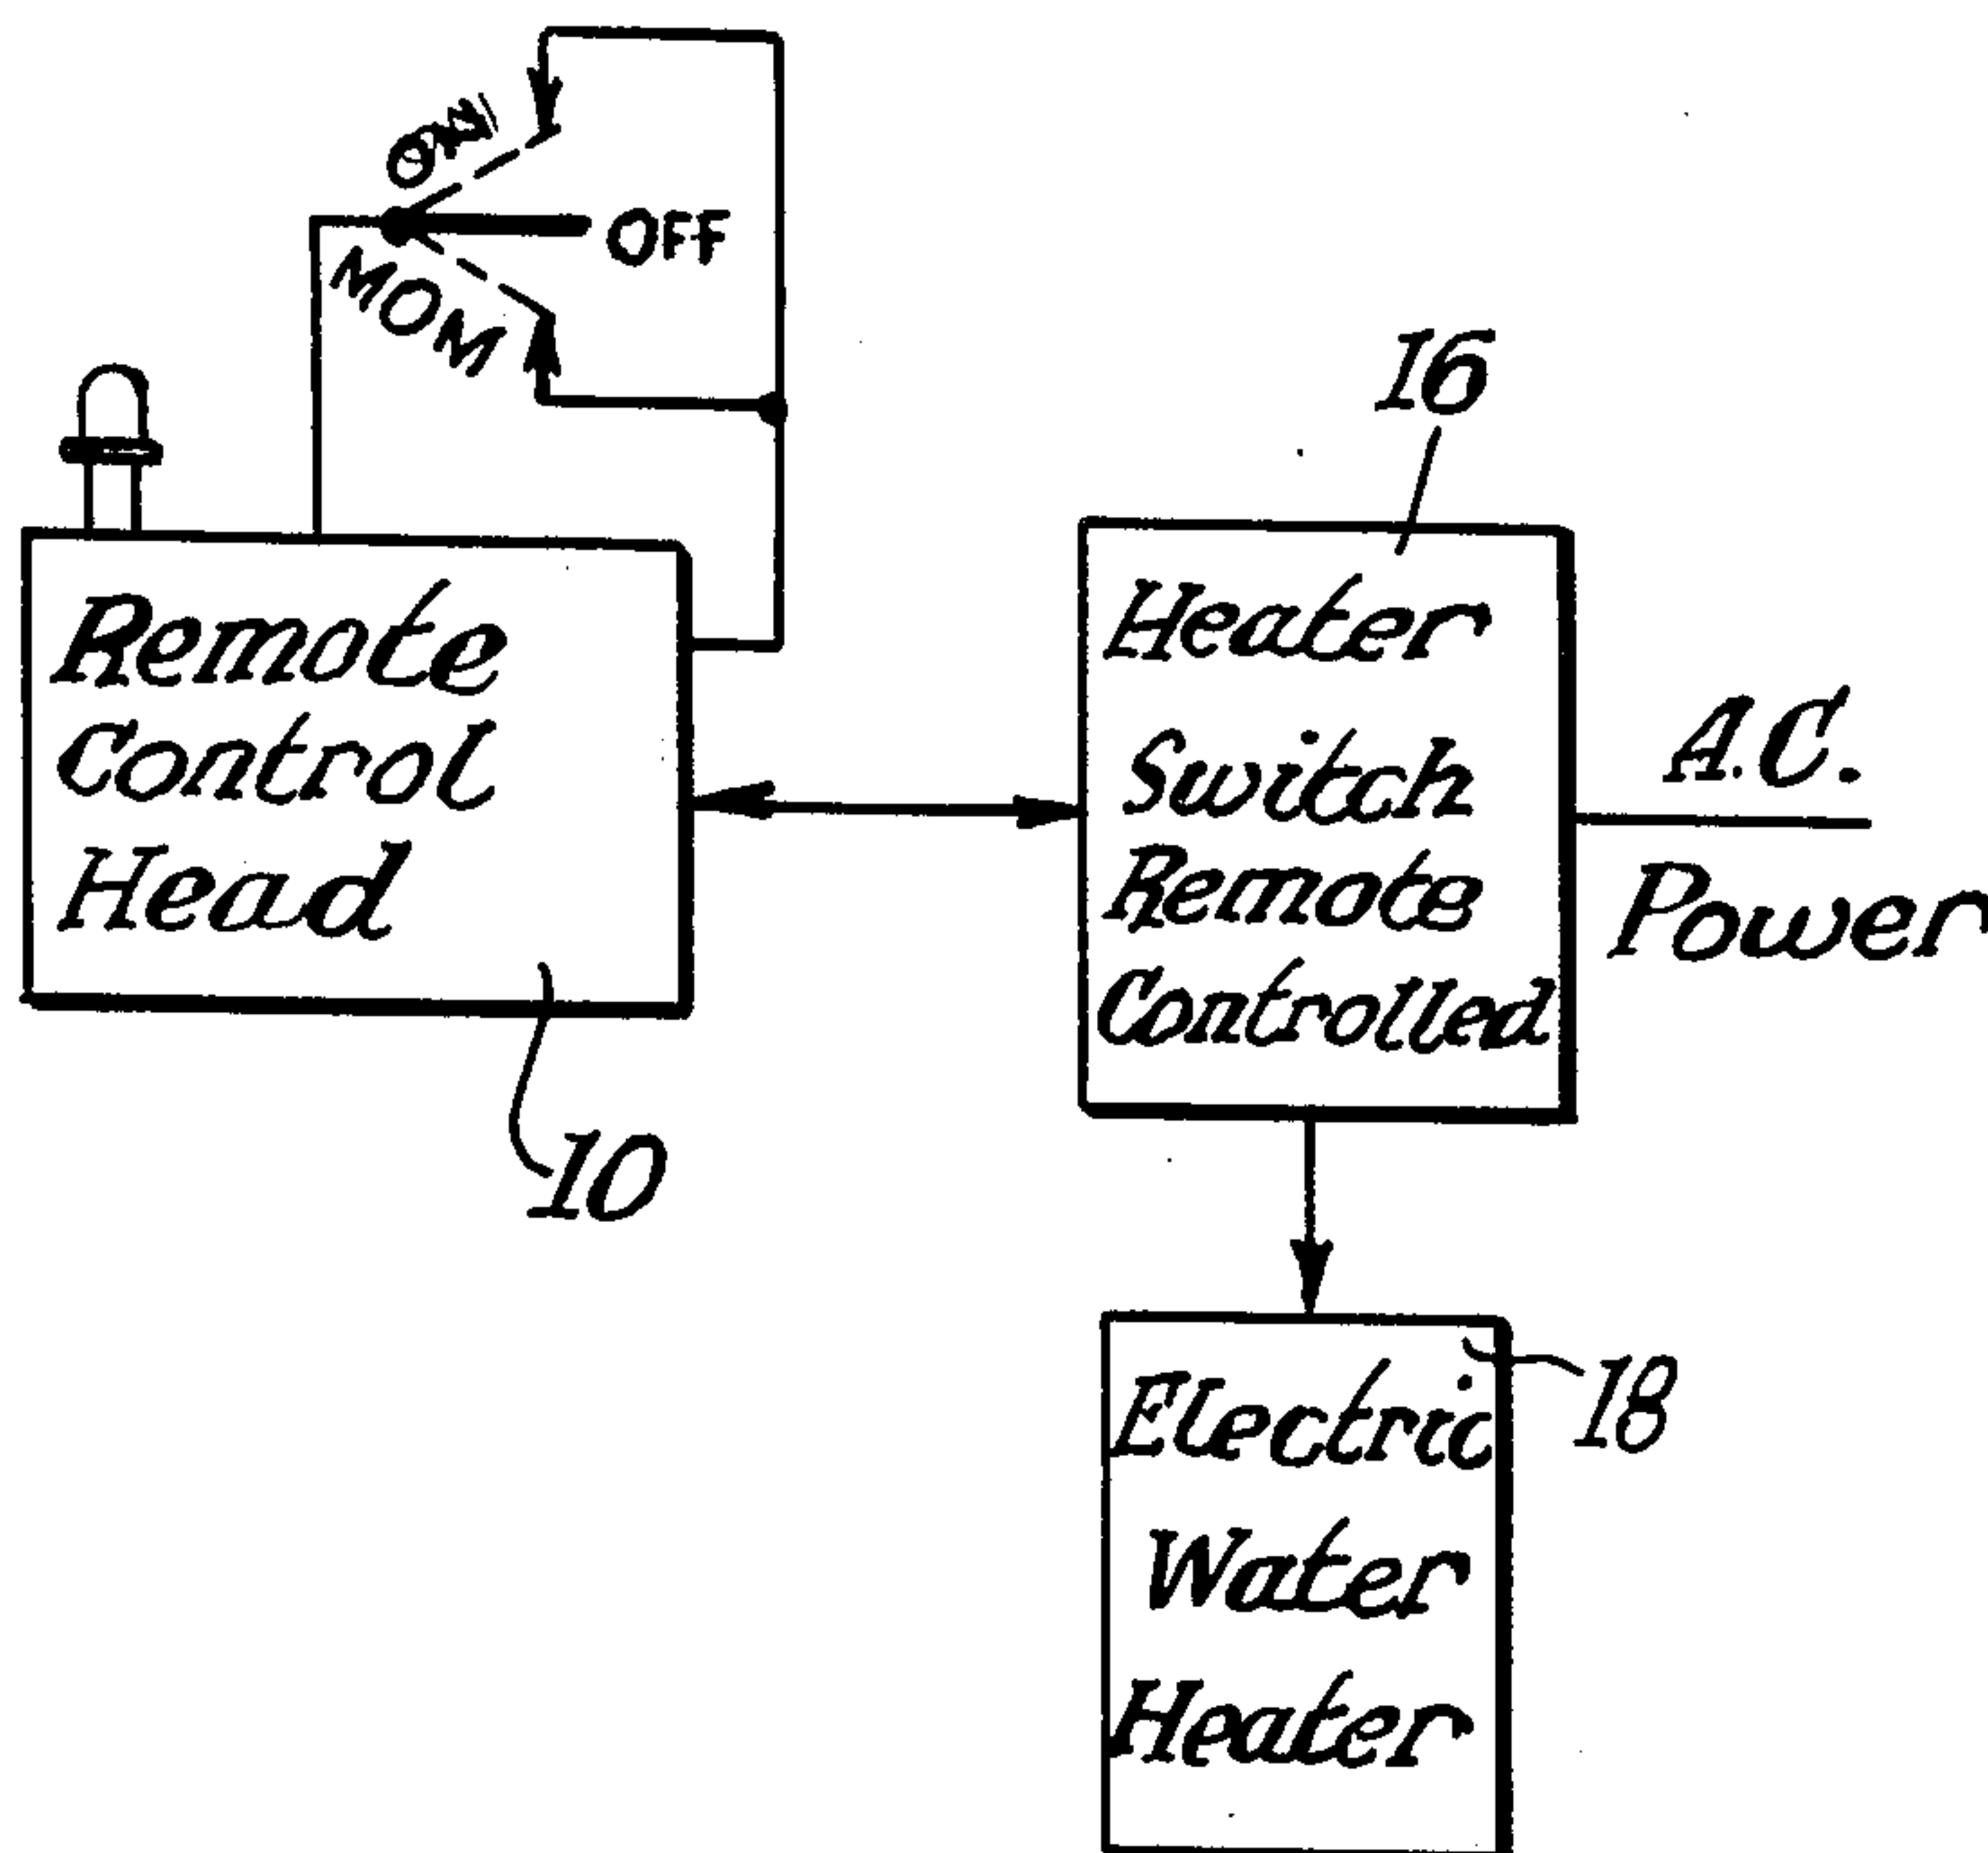 ON
OFF
MOM
16
Remote
Control
Head
10
Heater
Switch
Remote
Controlled
A.C.
Power
18
Electric
Water
Heater